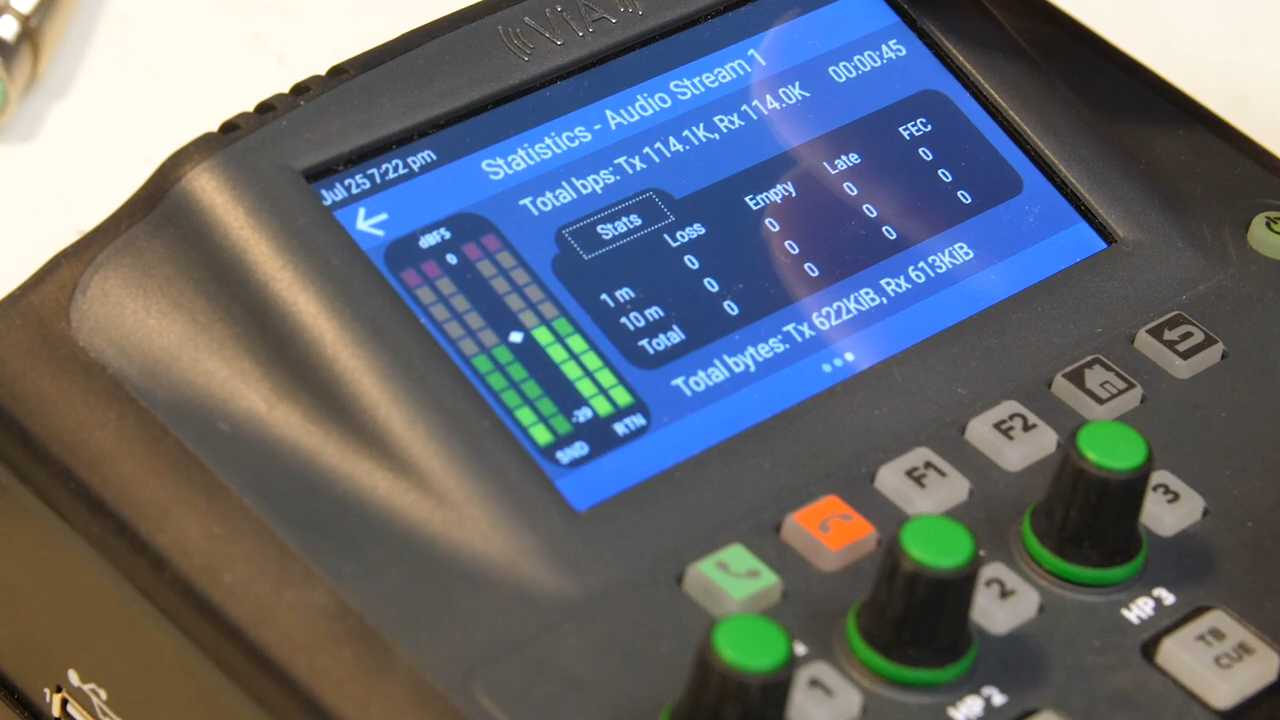 ViA
Jul 25 7:22 pm
Statistics - Audio Stream 1
Total bps: Tx 114.1K, Rx 114.0K
00:00:45
Stats
Loss Empty Late FEC
1 m 0 0 0 0
10 m 0 0 0 0
Total 0 0 0 0
Total bytes: Tx 622KiB, Rx 613KiB
dBFS
0
-29
SND RTN
F1
F2
1
2
3
HP 2
HP 3
TB
CUE